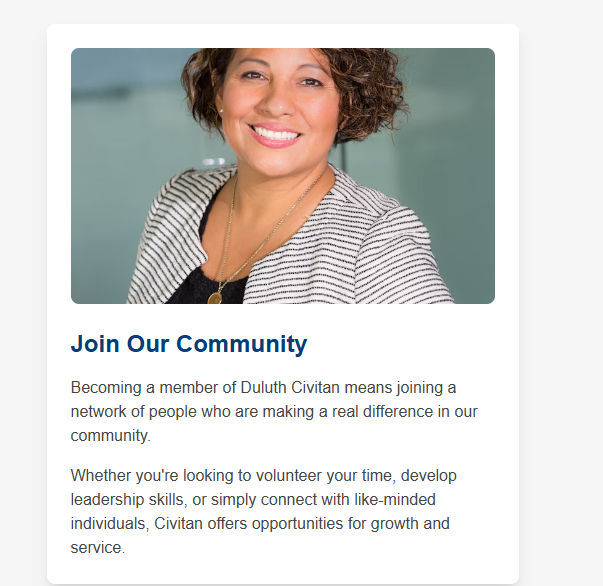 Join Our Community
Becoming a member of Duluth Civitan means joining a
network of people who are making a real difference in our
community.
Whether you're looking to volunteer your time, develop
leadership skills, or simply connect with like-minded
individuals, Civitan offers opportunities for growth and
service.